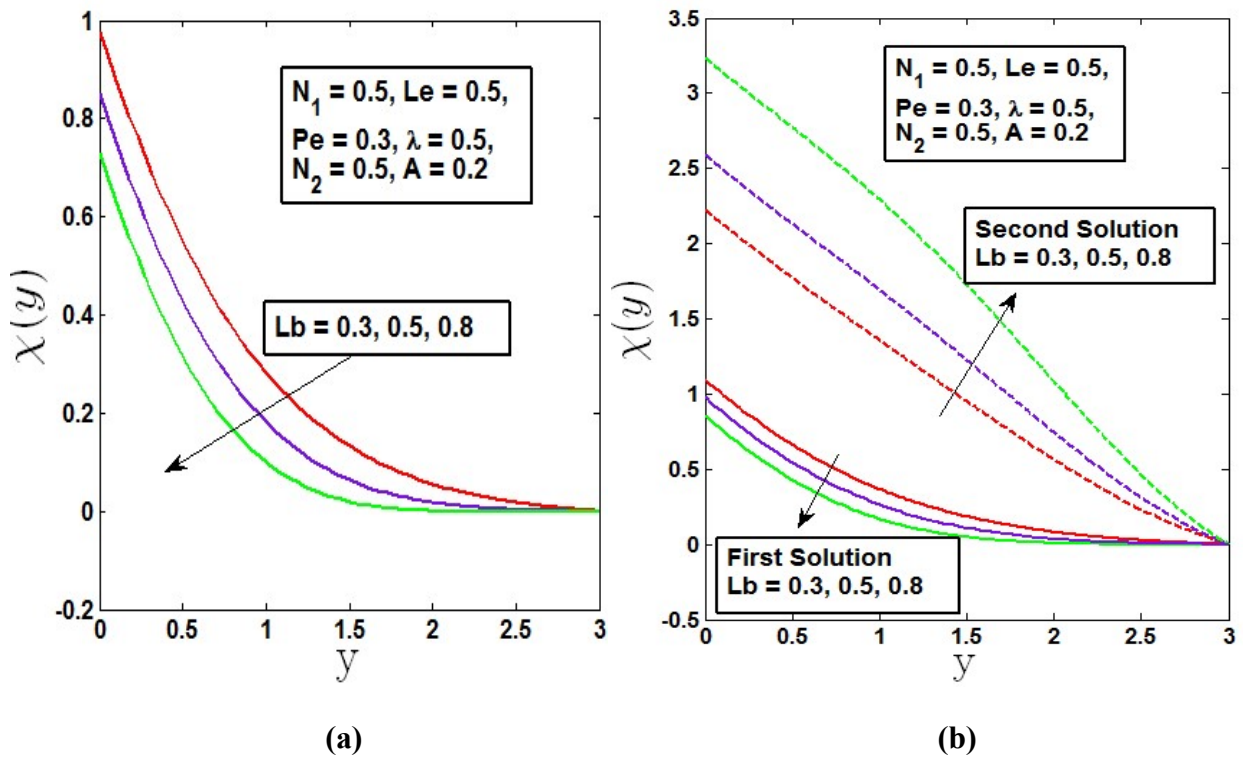 1
0.8
0.6
0.4
0.2
0
-0.2
0 0.5 1 1.5 2 2.5 3
χ(y)
y
N₁ = 0.5, Le = 0.5,
Pe = 0.3, λ = 0.5,
N₂ = 0.5, A = 0.2
Lb = 0.3, 0.5, 0.8
(a)
3.5
3
2.5
2
1.5
1
0.5
0
-0.5
0 0.5 1 1.5 2 2.5 3
χ(y)
y
N₁ = 0.5, Le = 0.5,
Pe = 0.3, λ = 0.5,
N₂ = 0.5, A = 0.2
Second Solution
Lb = 0.3, 0.5, 0.8
First Solution
Lb = 0.3, 0.5, 0.8
(b)